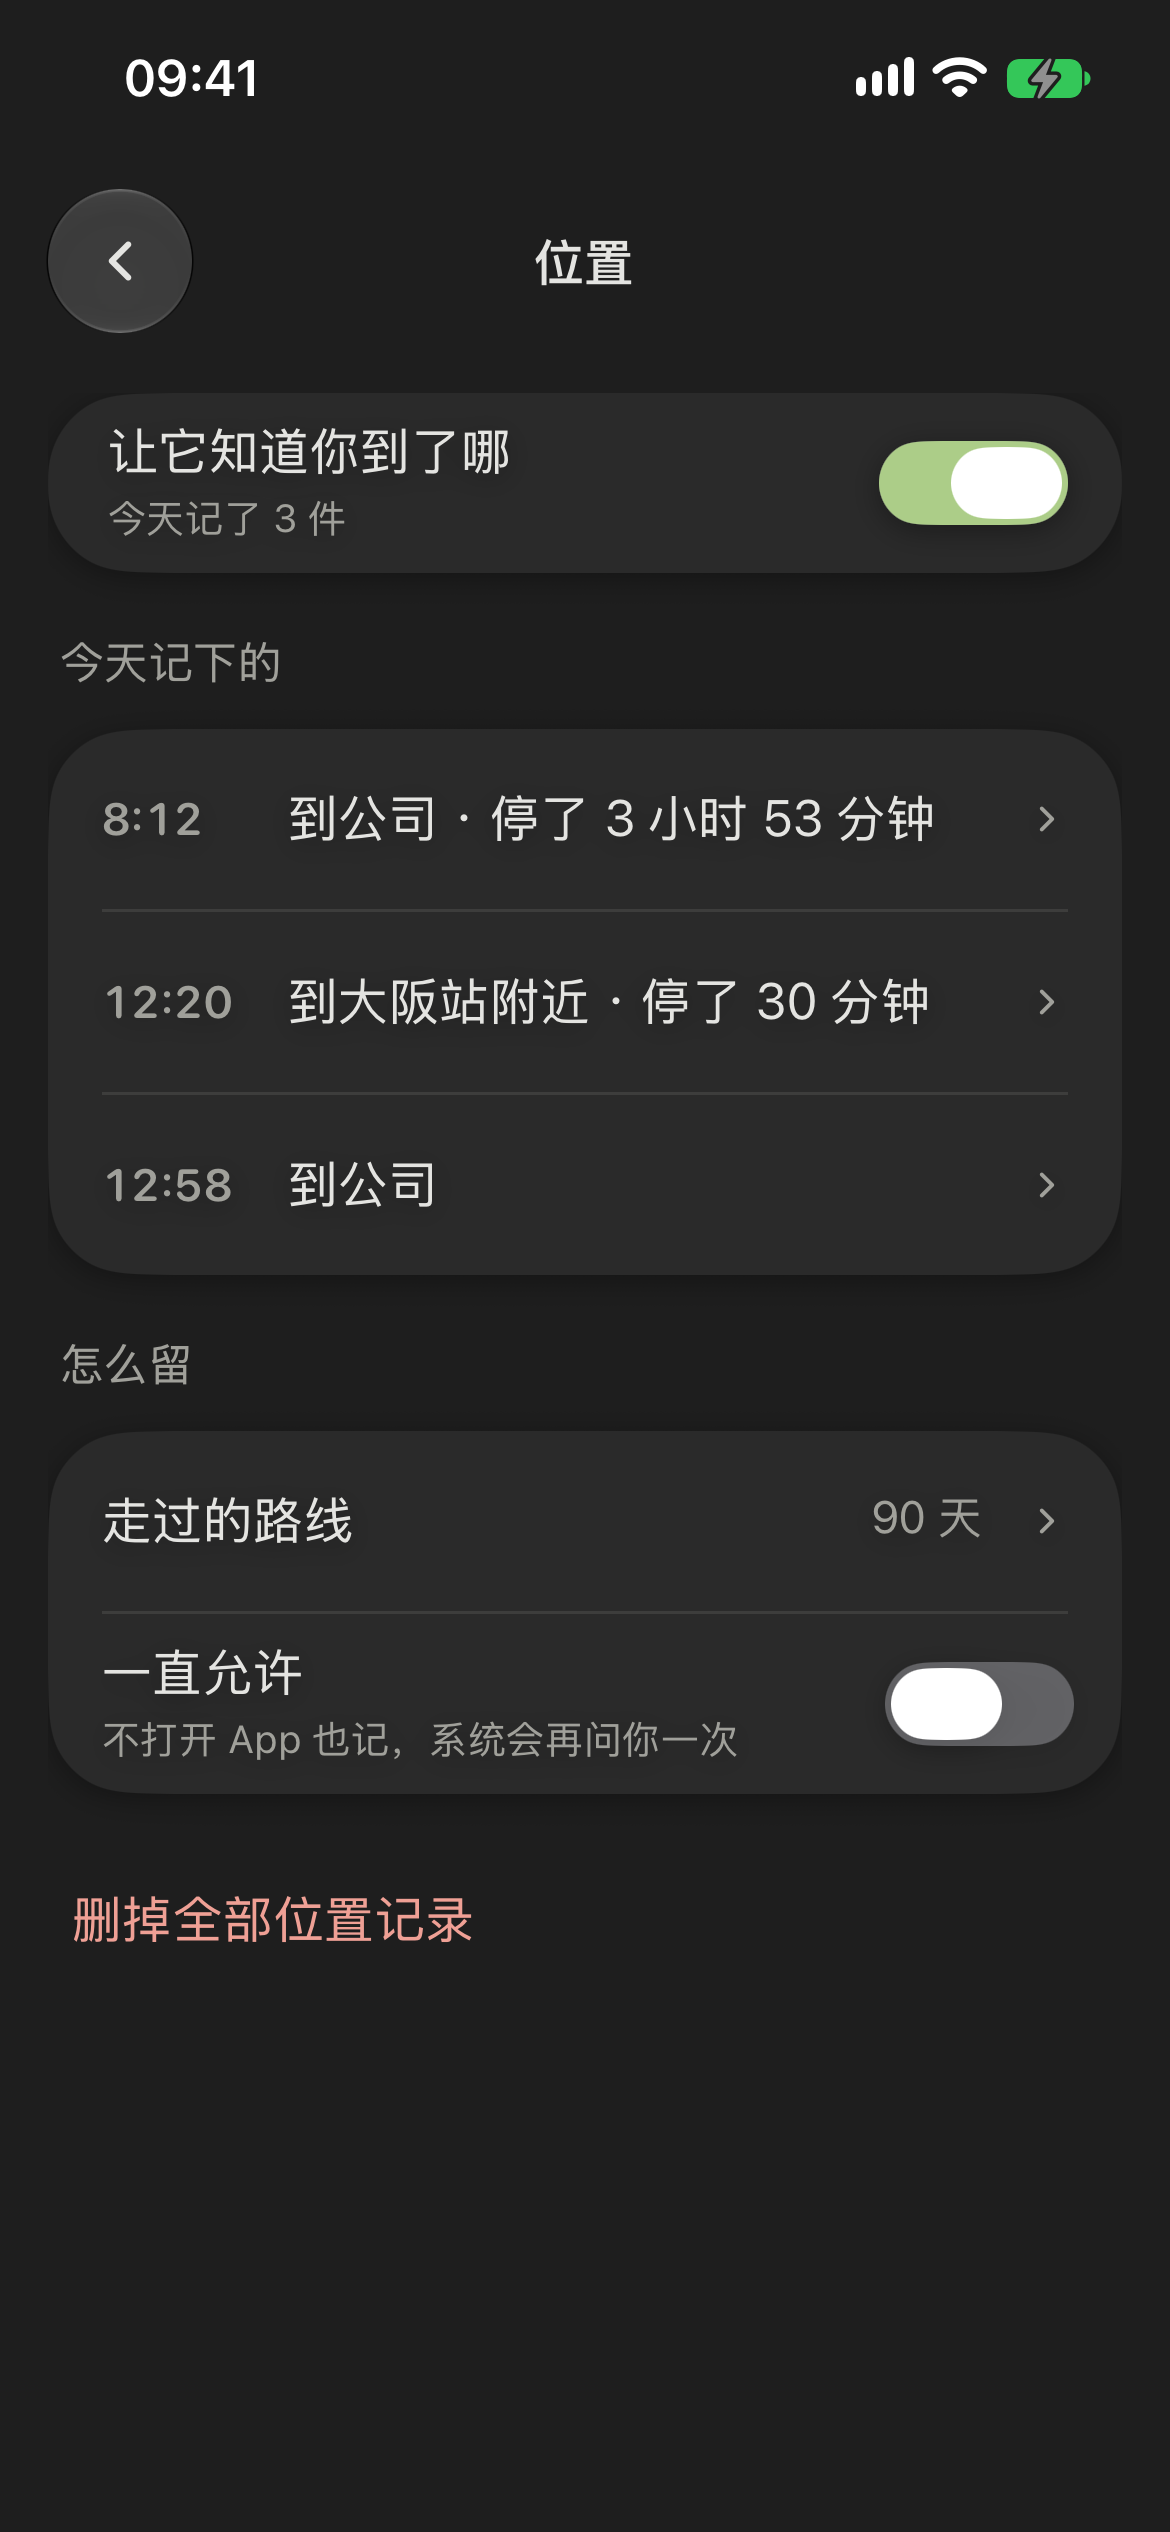 09:41
位置
让它知道你到了哪
今天记了 3 件
今天记下的
8:12 到公司 · 停了 3 小时 53 分钟
12:20 到大阪站附近 · 停了 30 分钟
12:58 到公司
怎么留
走过的路线 90 天
一直允许
不打开 App 也记，系统会再问你一次
删掉全部位置记录